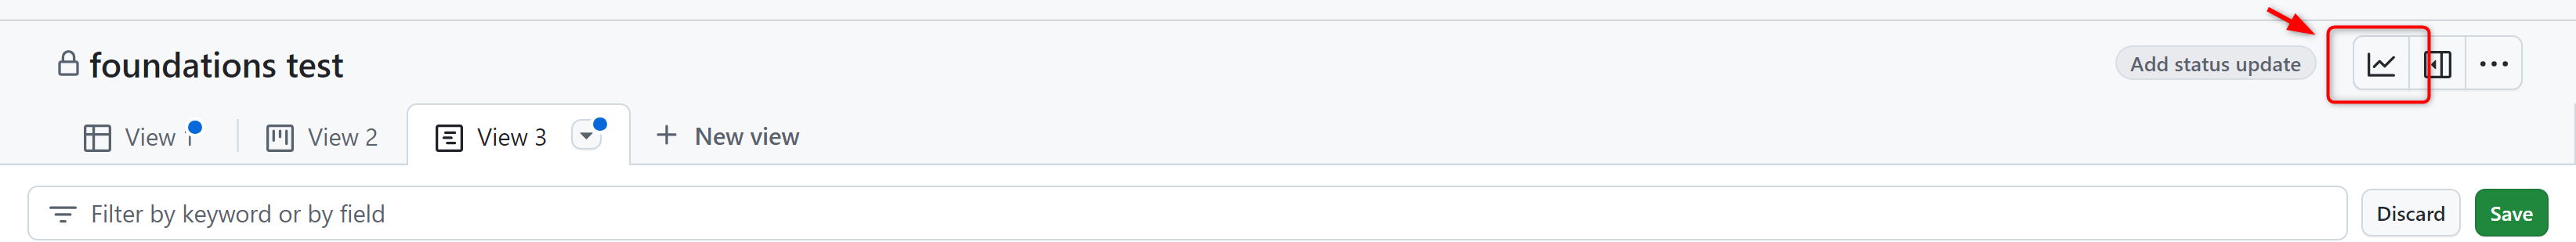 foundations test
Add status update
View 1
View 2
View 3
New view
Filter by keyword or by field
Discard
Save